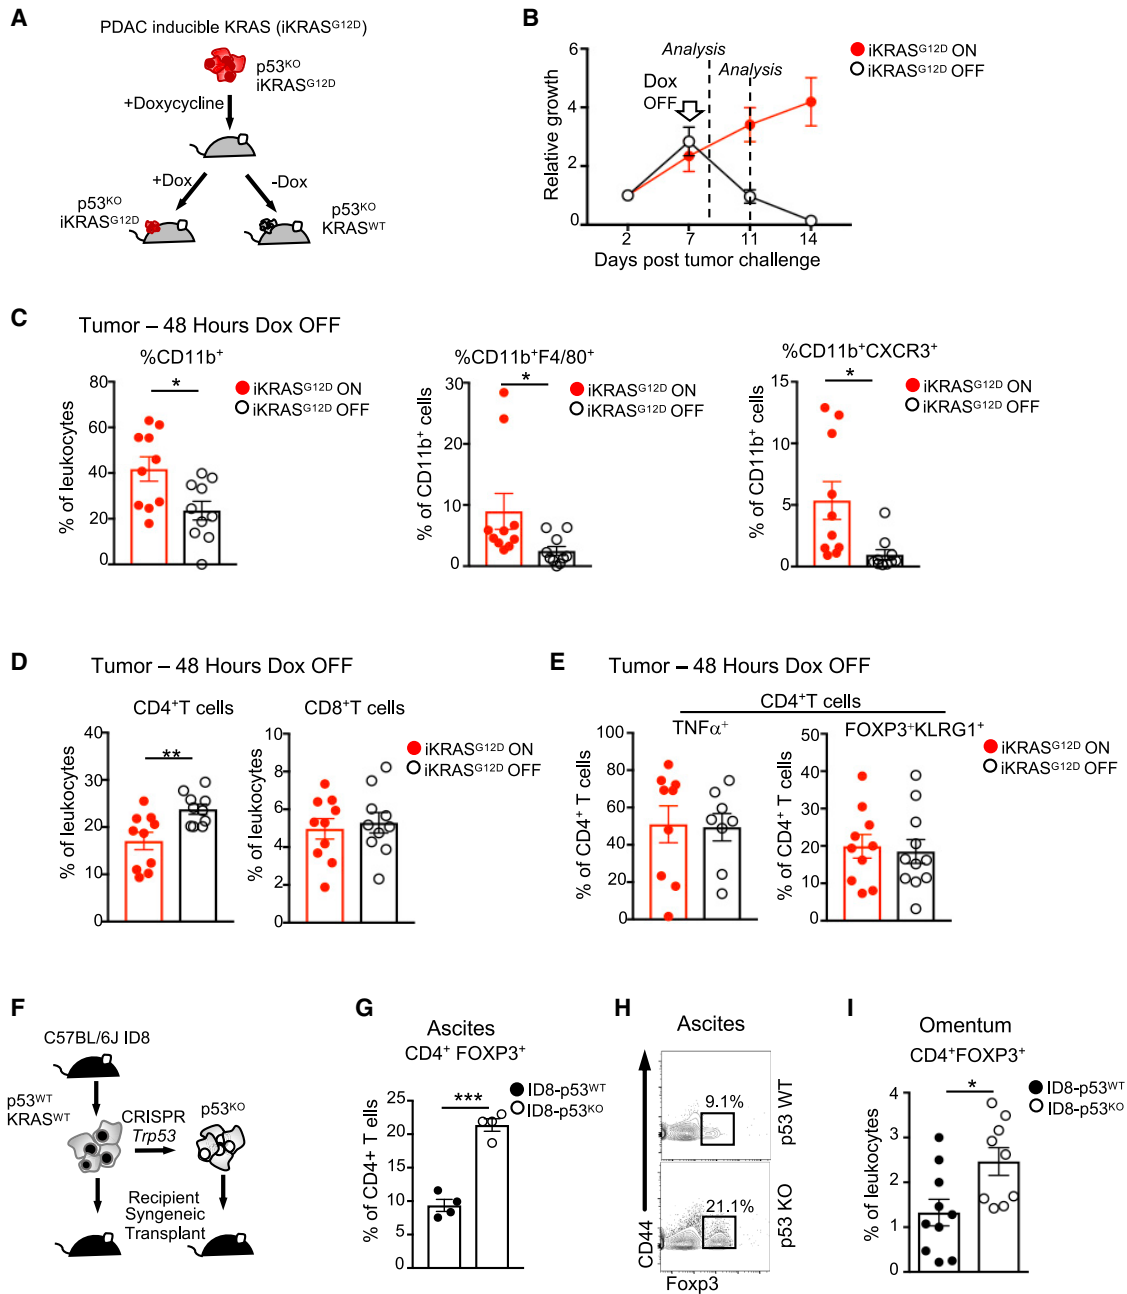 A
PDAC inducible KRAS (iKRASG12D)
p53KO
iKRASG12D
+Doxycycline
+Dox
-Dox
p53KO
iKRASG12D
p53KO
KRASWT
B
Relative growth
6
4
2
0
Analysis
Analysis
Dox
OFF
iKRASG12D ON
iKRASG12D OFF
2
7
11
14
Days post tumor challenge
C
Tumor – 48 Hours Dox OFF
%CD11b+
% of leukocytes
80
60
40
20
0
*
iKRASG12D ON
iKRASG12D OFF
%CD11b+F4/80+
% of CD11b+ cells
30
20
10
0
*
iKRASG12D ON
iKRASG12D OFF
%CD11b+CXCR3+
% of CD11b+ cells
15
10
5
0
*
iKRASG12D ON
iKRASG12D OFF
D
Tumor – 48 Hours Dox OFF
CD4+T cells
% of leukocytes
40
30
20
10
0
**
CD8+T cells
% of leukocytes
8
6
4
2
0
iKRASG12D ON
iKRASG12D OFF
E
Tumor – 48 Hours Dox OFF
CD4+T cells
TNFα+
% of CD4+ T cells
100
80
60
40
20
0
FOXP3+KLRG1+
% of CD4+ T cells
50
40
30
20
10
0
iKRASG12D ON
iKRASG12D OFF
F
C57BL/6J ID8
p53WT
KRASWT
CRISPR
Trp53
p53KO
Recipient
Syngeneic
Transplant
G
Ascites
CD4+ FOXP3+
% of CD4+ T ells
25
20
15
10
5
0
***
ID8-p53WT
ID8-p53KO
H
Ascites
9.1%
p53 WT
21.1%
p53 KO
CD44
Foxp3
I
Omentum
CD4+FOXP3+
% of leukocytes
4
3
2
1
0
*
ID8-p53WT
ID8-p53KO